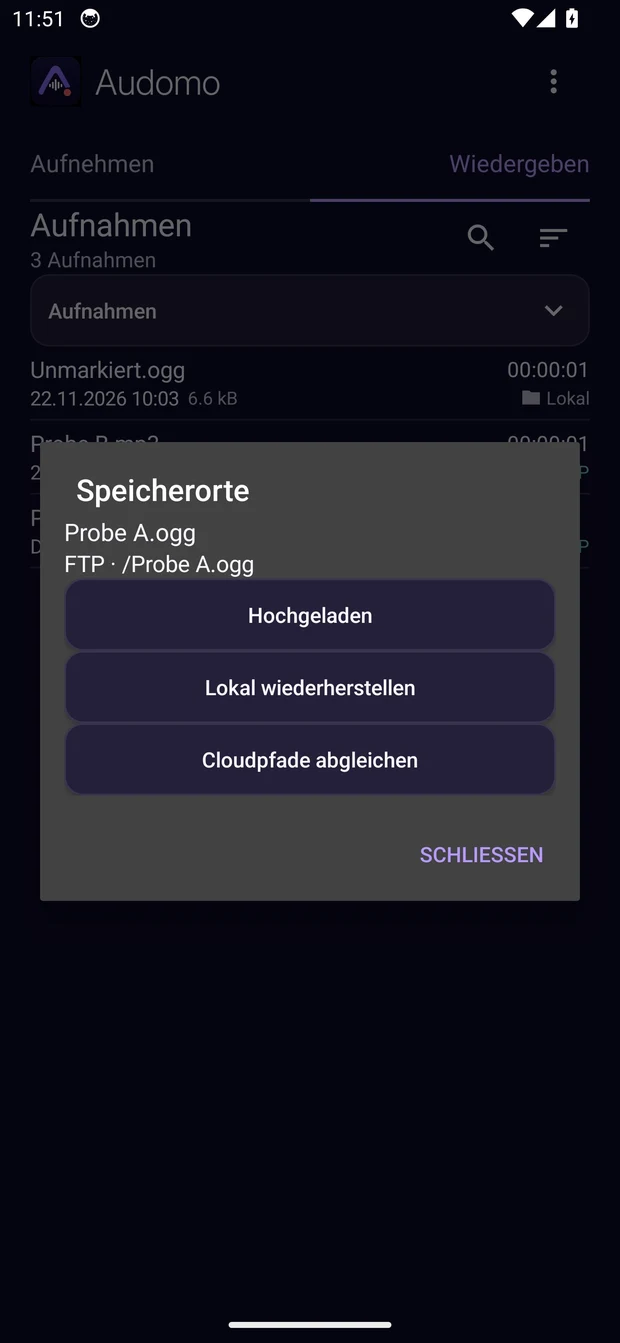 11:51
Audomo
Aufnehmen
Wiedergeben
Aufnahmen
3 Aufnahmen
Aufnahmen
Unmarkiert.ogg 00:00:01
22.11.2026 10:03 6.6 kB Lokal
Speicherorte
Probe A.ogg
FTP · /Probe A.ogg
Hochgeladen
Lokal wiederherstellen
Cloudpfade abgleichen
SCHLIESSEN